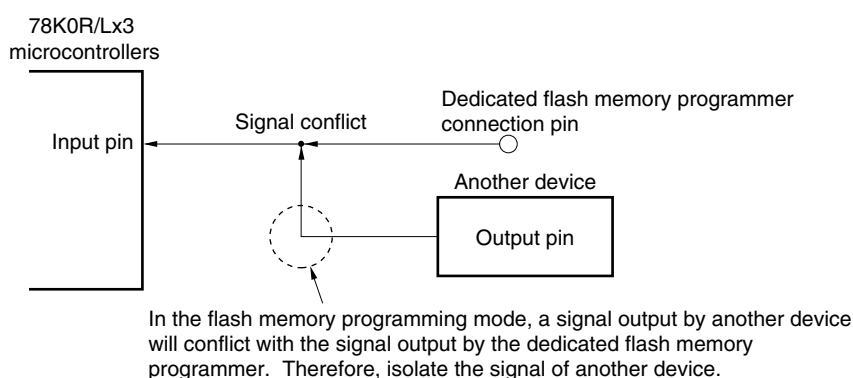 78K0R/Lx3
microcontrollers
Input pin
Signal conflict
Dedicated flash memory programmer
connection pin
Another device
Output pin
In the flash memory programming mode, a signal output by another device
will conflict with the signal output by the dedicated flash memory
programmer.  Therefore, isolate the signal of another device.